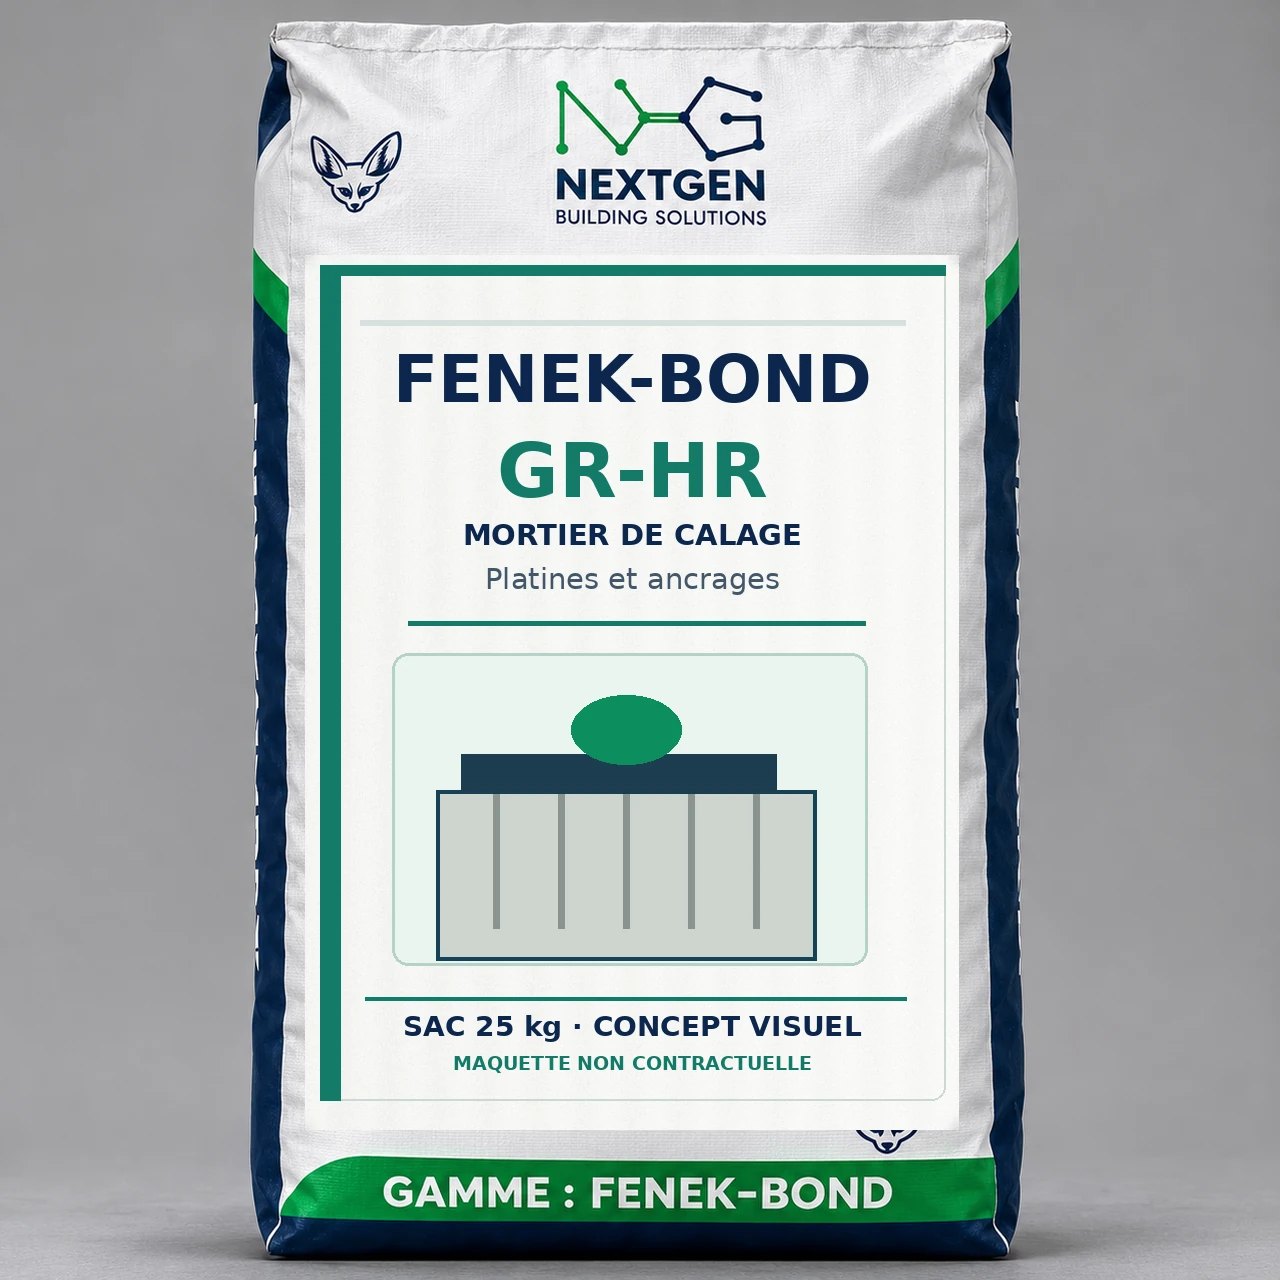 NEXTGEN
BUILDING SOLUTIONS
FENEK-BOND
GR-HR
MORTIER DE CALAGE
Platines et ancrages
SAC 25 kg · CONCEPT VISUEL
MAQUETTE NON CONTRACTUELLE
GAMME : FENEK-BOND